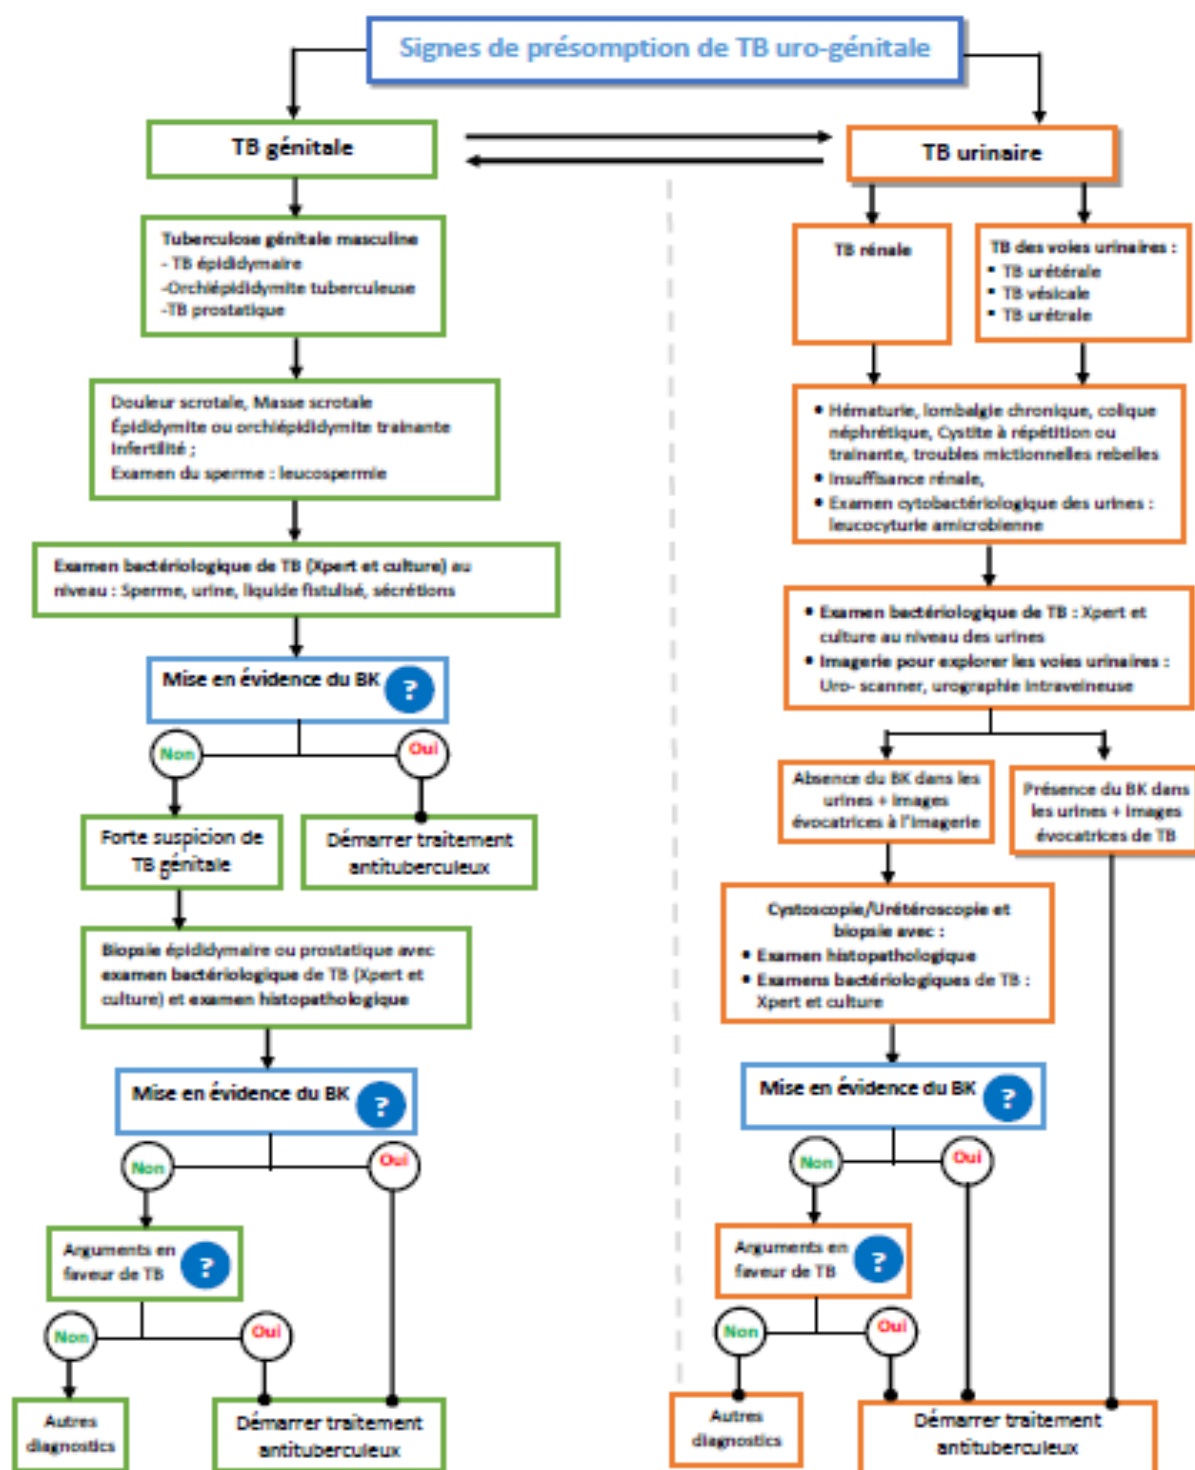 Signes de présomption de TB uro-génitale
TB génitale
TB urinaire
Tuberculose génitale masculine
- TB épididymaire
-Orchiépididymite tuberculeuse
-TB prostatique
TB rénale
TB des voies urinaires :
▪ TB urétérale
▪ TB vésicale
▪ TB urétrale
Douleur scrotale, Masse scrotale
Épididymite ou orchiépididymite trainante
Infertilité ;
Examen du sperme : leucospermie
• Hématurie, lombalgie chronique, colique
néphrétique, Cystite à répétition ou
trainante, troubles mictionnelles rebelles
• Insuffisance rénale,
• Examen cytobactériologique des urines :
leucocyturie amicrobienne
Examen bactériologique de TB (Xpert et culture) au
niveau : Sperme, urine, liquide fistulisé, sécrétions
• Examen bactériologique de TB : Xpert et
culture au niveau des urines
• Imagerie pour explorer les voies urinaires :
Uro- scanner, urographie intraveineuse
Mise en évidence du BK ?
Non
Oui
Forte suspicion de
TB génitale
Démarrer traitement
antituberculeux
Absence du BK dans les
urines + images
évocatrices à l'imagerie
Présence du BK dans
les urines + images
évocatrices de TB
Biopsie épididymaire ou prostatique avec
examen bactériologique de TB (Xpert et
culture) et examen histopathologique
Cystoscopie/Urétéroscopie et
biopsie avec :
• Examen histopathologique
• Examens bactériologiques de TB :
Xpert et culture
Mise en évidence du BK ?
Non
Oui
Mise en évidence du BK ?
Non
Oui
Arguments en
faveur de TB ?
Non
Oui
Arguments en
faveur de TB ?
Non
Oui
Autres
diagnostics
Démarrer traitement
antituberculeux
Autres
diagnostics
Démarrer traitement
antituberculeux